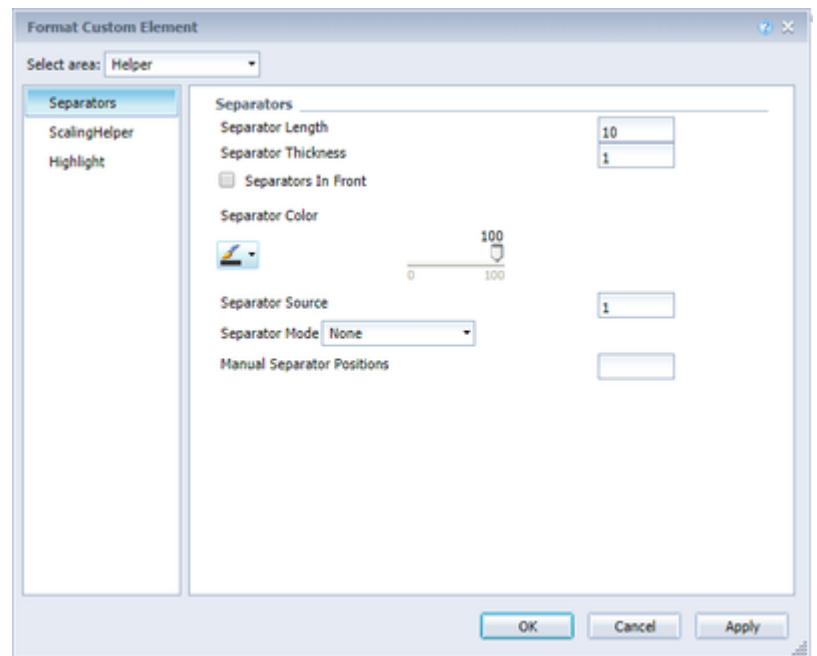 Format Custom Element
Select area: Helper
Separators
ScalingHelper
Highlight
Separators
Separator Length 10
Separator Thickness 1
Separators In Front
Separator Color
100
0 100
Separator Source 1
Separator Mode None
Manual Separator Positions
OK Cancel Apply